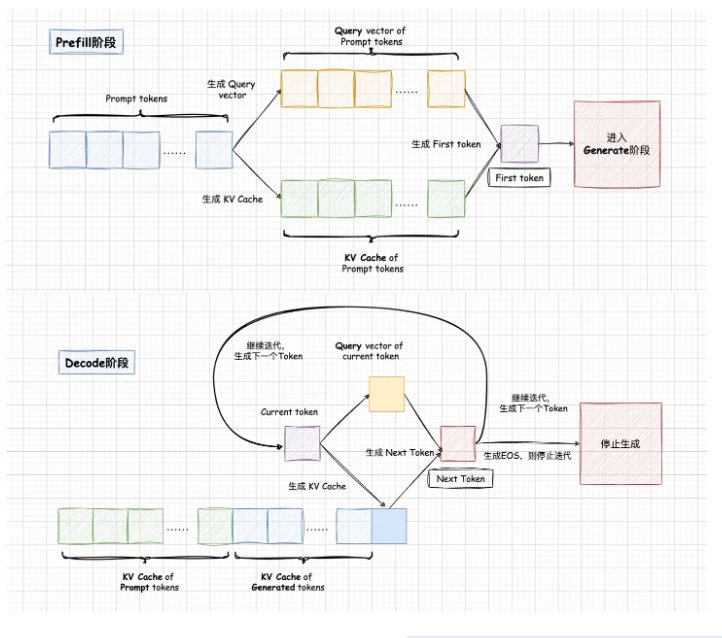 Prefill阶段
Query vector of
Prompt tokens
生成 Query
vector
Prompt tokens
......
......
生成 First token
进入
Generate阶段
First token
生成 KV Cache
......
KV Cache of
Prompt tokens
Decode阶段
继续迭代,
生成下一个Token
Query vector of
current token
继续迭代,
生成下一个Token
Current token
生成 Next Token
停止生成
生成EOS，则停止迭代
Next Token
生成 KV Cache
......
......
KV Cache of
Prompt tokens
KV Cache of
Generated tokens